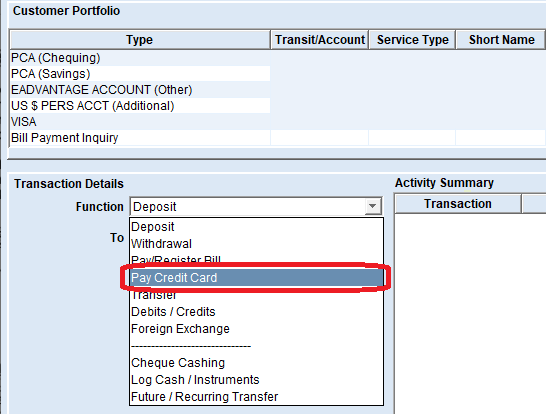 Customer Portfolio
Type Transit/Account Service Type Short Name
PCA (Chequing)
PCA (Savings)
EADVANTAGE ACCOUNT (Other)
US $ PERS ACCT (Additional)
VISA
Bill Payment Inquiry
Transaction Details
Function Deposit
To
Deposit
Withdrawal
Pay/Register Bill
Pay Credit Card
Transfer
Debits / Credits
Foreign Exchange
------------------------------
Cheque Cashing
Log Cash / Instruments
Future / Recurring Transfer
Activity Summary
Transaction